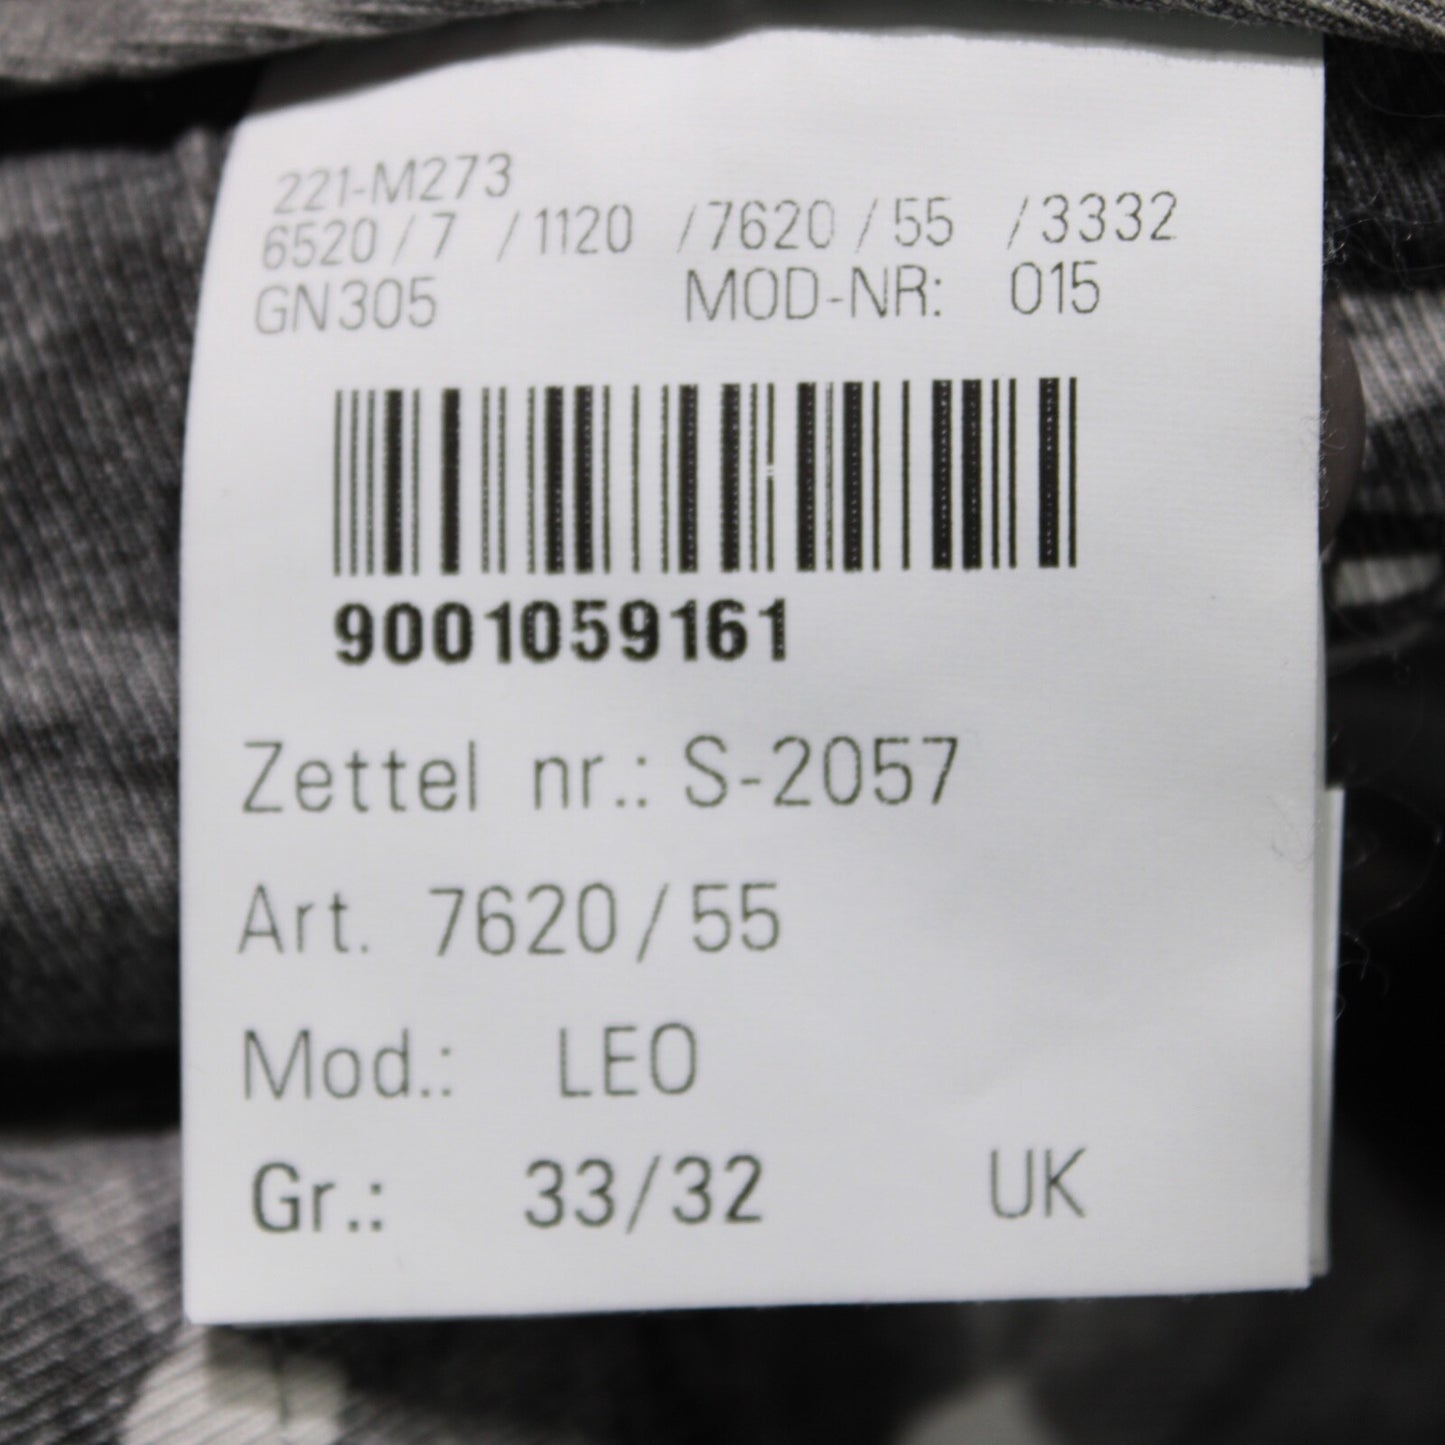 221-M273
6520/7 /1120 /7620/55 /3332
GN305 MOD-NR: 015
9001059161
Zettel nr.: S-2057
Art. 7620/55
Mod.: LEO
Gr.: 33/32 UK